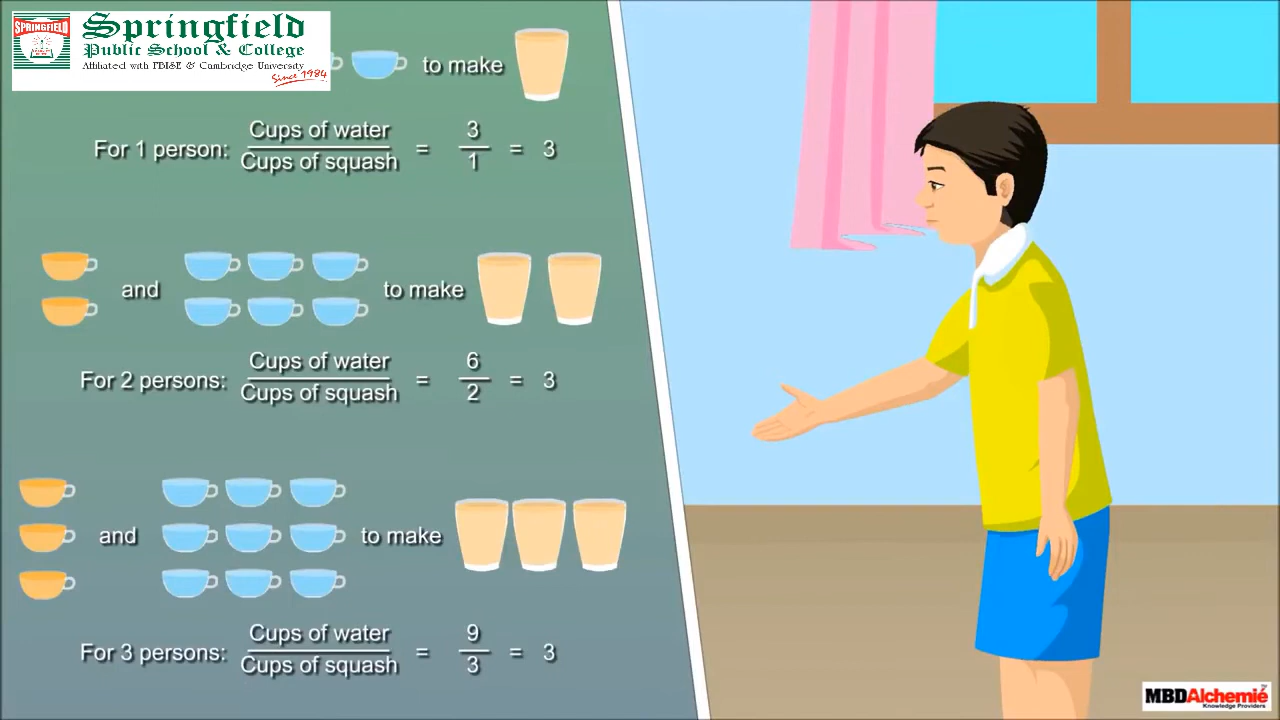 SPRINGFIELD
Springfield
Public School & College
Affiliated with FBISE & Cambridge University
Since 1984
to make
For 1 person: Cups of water / Cups of squash = 3/1 = 3
and to make
For 2 persons: Cups of water / Cups of squash = 6/2 = 3
and to make
For 3 persons: Cups of water / Cups of squash = 9/3 = 3
MBDAlchemie
Knowledge Providers